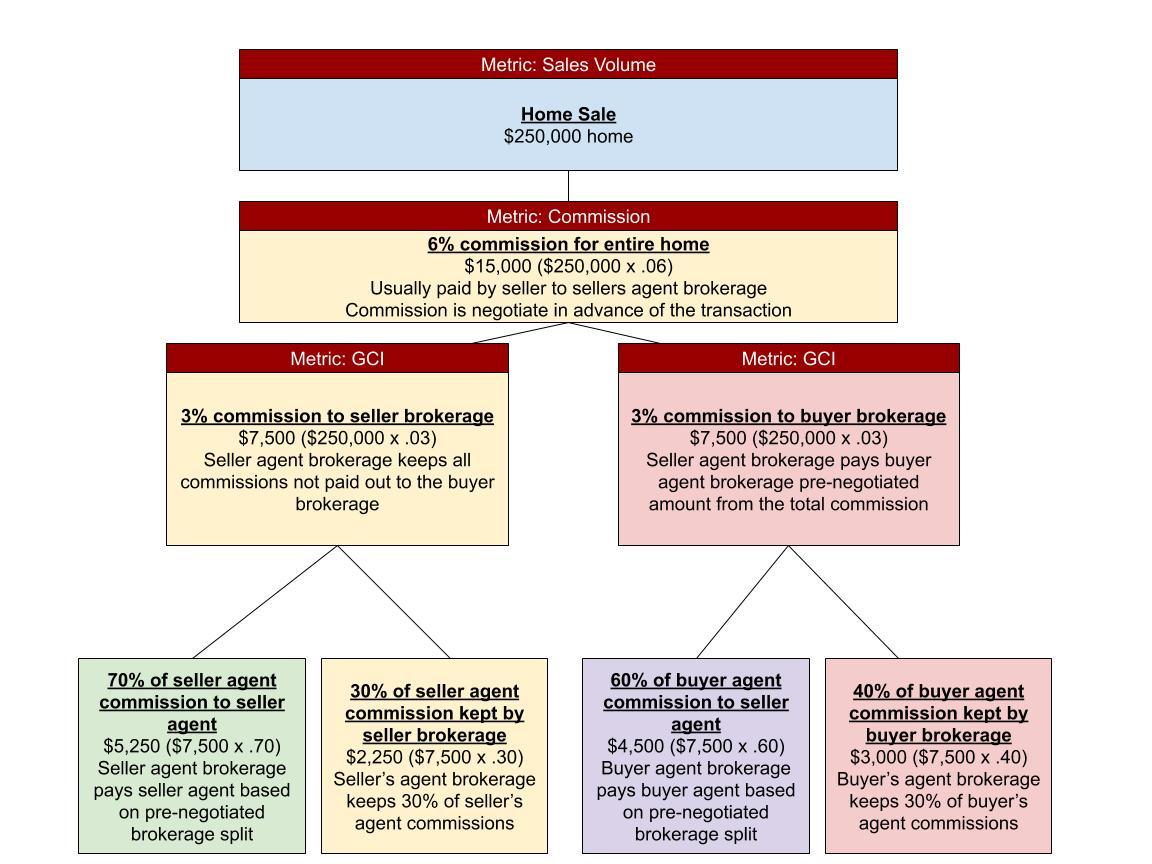 Metric: Sales Volume
Home Sale
$250,000 home
Metric: Commission
6% commission for entire home
$15,000 ($250,000 x .06)
Usually paid by seller to sellers agent brokerage
Commission is negotiate in advance of the transaction
Metric: GCI
3% commission to seller brokerage
$7,500 ($250,000 x .03)
Seller agent brokerage keeps all
commissions not paid out to the buyer
brokerage
Metric: GCI
3% commission to buyer brokerage
$7,500 ($250,000 x .03)
Seller agent brokerage pays buyer
agent brokerage pre-negotiated
amount from the total commission
70% of seller agent
commission to seller
agent
$5,250 ($7,500 x .70)
Seller agent brokerage
pays seller agent based
on pre-negotiated
brokerage split
30% of seller agent
commission kept by
seller brokerage
$2,250 ($7,500 x .30)
Seller’s agent brokerage
keeps 30% of seller’s
agent commissions
60% of buyer agent
commission to seller
agent
$4,500 ($7,500 x .60)
Buyer agent brokerage
pays buyer agent based
on pre-negotiated
brokerage split
40% of buyer agent
commission kept by
buyer brokerage
$3,000 ($7,500 x .40)
Buyer’s agent brokerage
keeps 30% of buyer’s
agent commissions